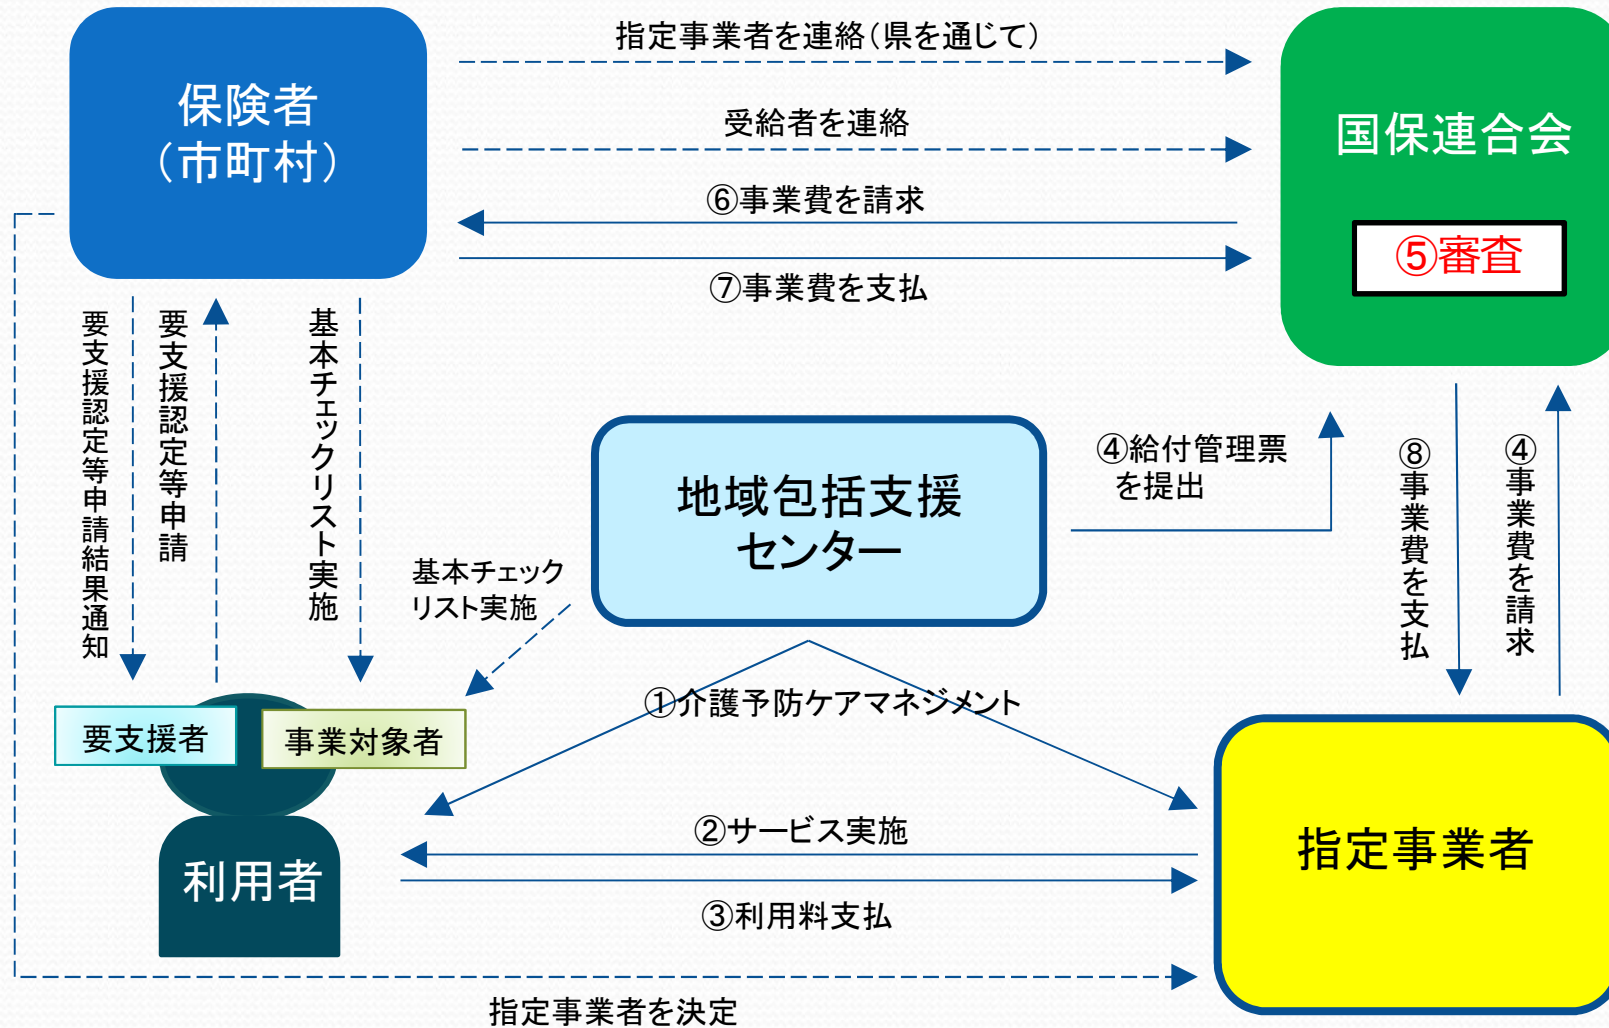 指定事業者を連絡(県を通じて)
保険者
(市町村)
受給者を連絡
国保連合会
⑥事業費を請求
⑤審査
⑦事業費を支払
要支援認定等申請結果通知
要支援認定等申請
基本チェックリスト実施
④給付管理票
を提出
⑧事業費を支払
④事業費を請求
地域包括支援
センター
基本チェック
リスト実施
①介護予防ケアマネジメント
要支援者
事業対象者
②サービス実施
指定事業者
利用者
③利用料支払
指定事業者を決定